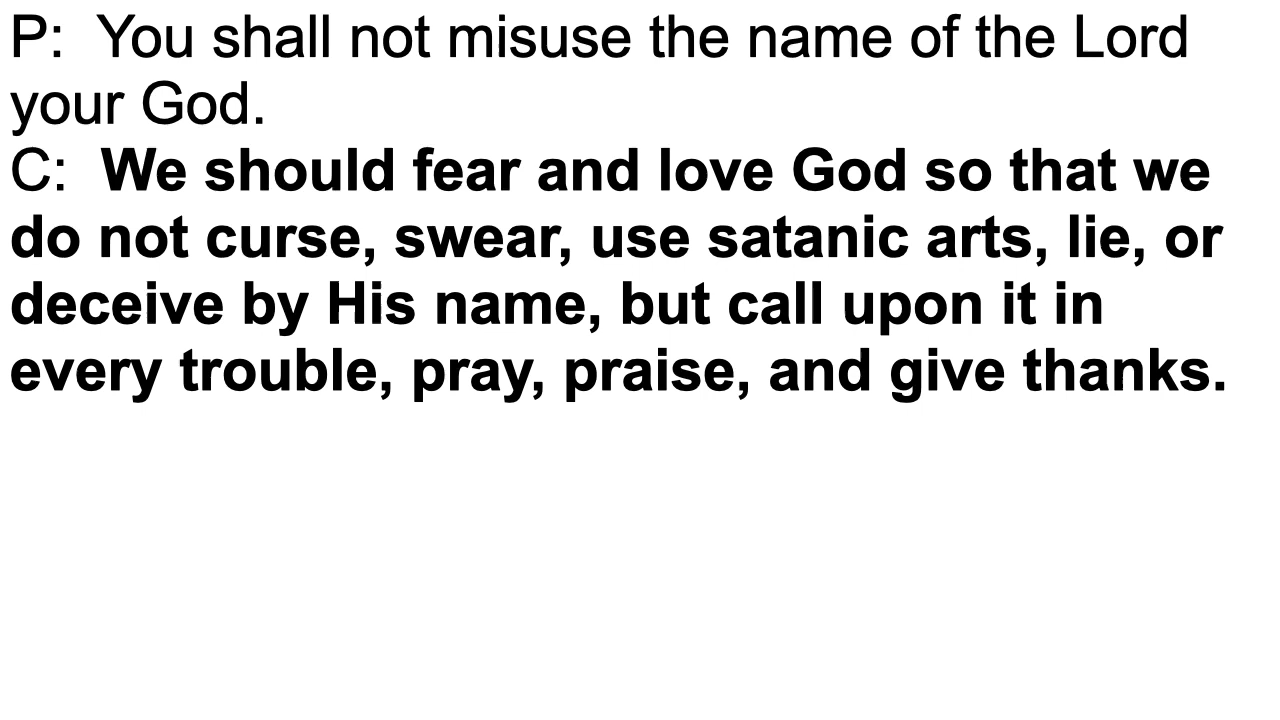 P:  You shall not misuse the name of the Lord
your God.
C:  We should fear and love God so that we
do not curse, swear, use satanic arts, lie, or
deceive by His name, but call upon it in
every trouble, pray, praise, and give thanks.